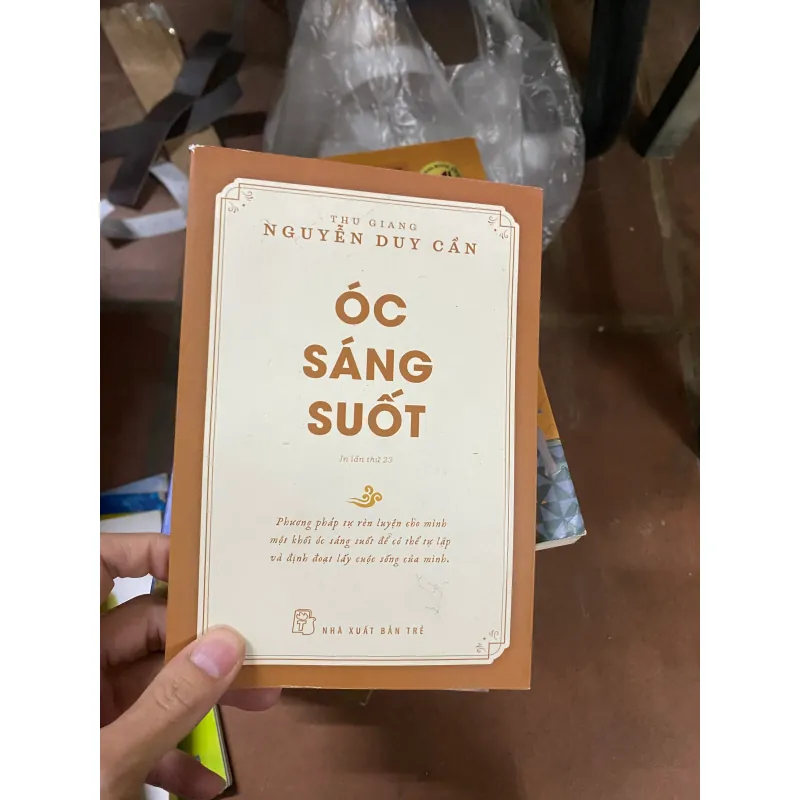 THU GIANG
NGUYỄN DUY CẦN
ÓC
SÁNG
SUỐT
In lần thứ 23
Phương pháp tự rèn luyện cho mình
một khối óc sáng suốt để có thể tự lập
và định đoạt lấy cuộc sống của mình.
NHÀ XUẤT BẢN TRẺ